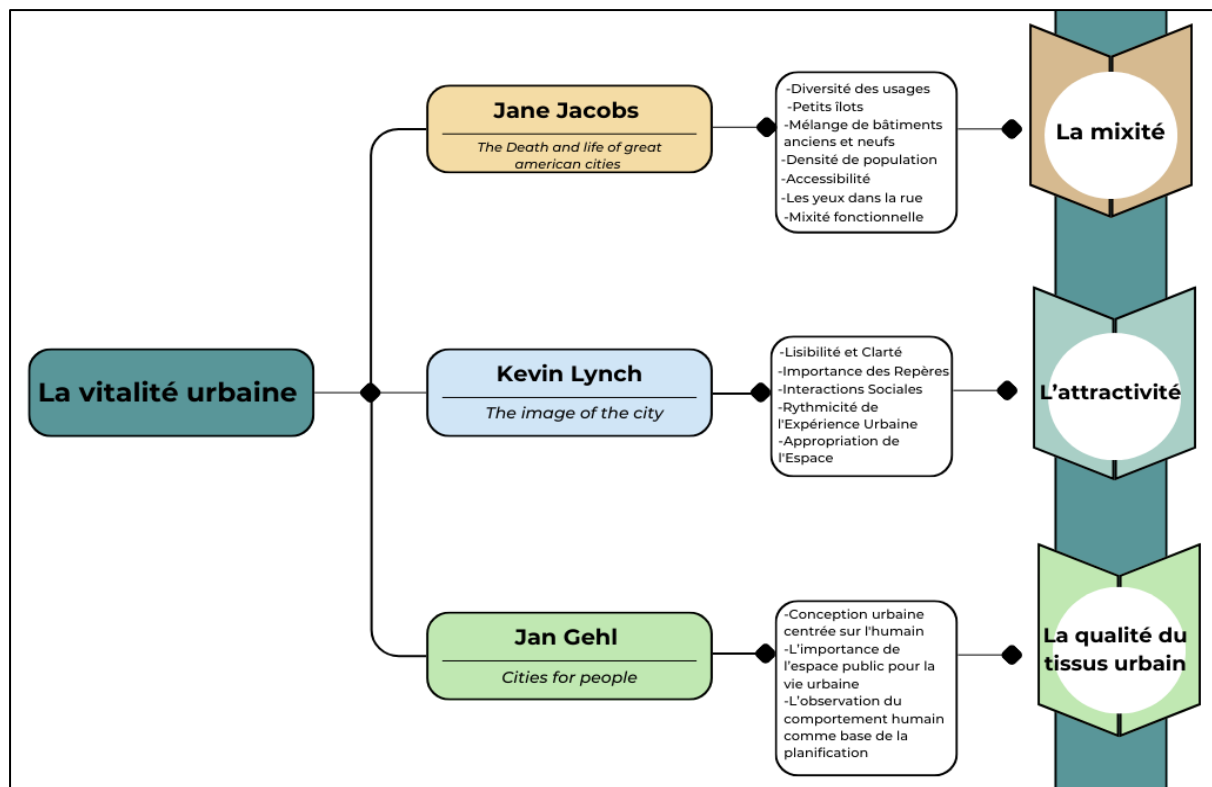 La vitalité urbaine
Jane Jacobs
The Death and life of great
american cities
-Diversité des usages
-Petits îlots
-Mélange de bâtiments
anciens et neufs
-Densité de population
-Accessibilité
-Les yeux dans la rue
-Mixité fonctionnelle
La mixité
Kevin Lynch
The image of the city
-Lisibilité et Clarté
-Importance des Repères
-Interactions Sociales
-Rythmicité de
l'Expérience Urbaine
-Appropriation de
l'Espace
L'attractivité
Jan Gehl
Cities for people
-Conception urbaine
centrée sur l'humain
-L'importance de
l'espace public pour la
vie urbaine
-L'observation du
comportement humain
comme base de la
planification
La qualité du
tissus urbain